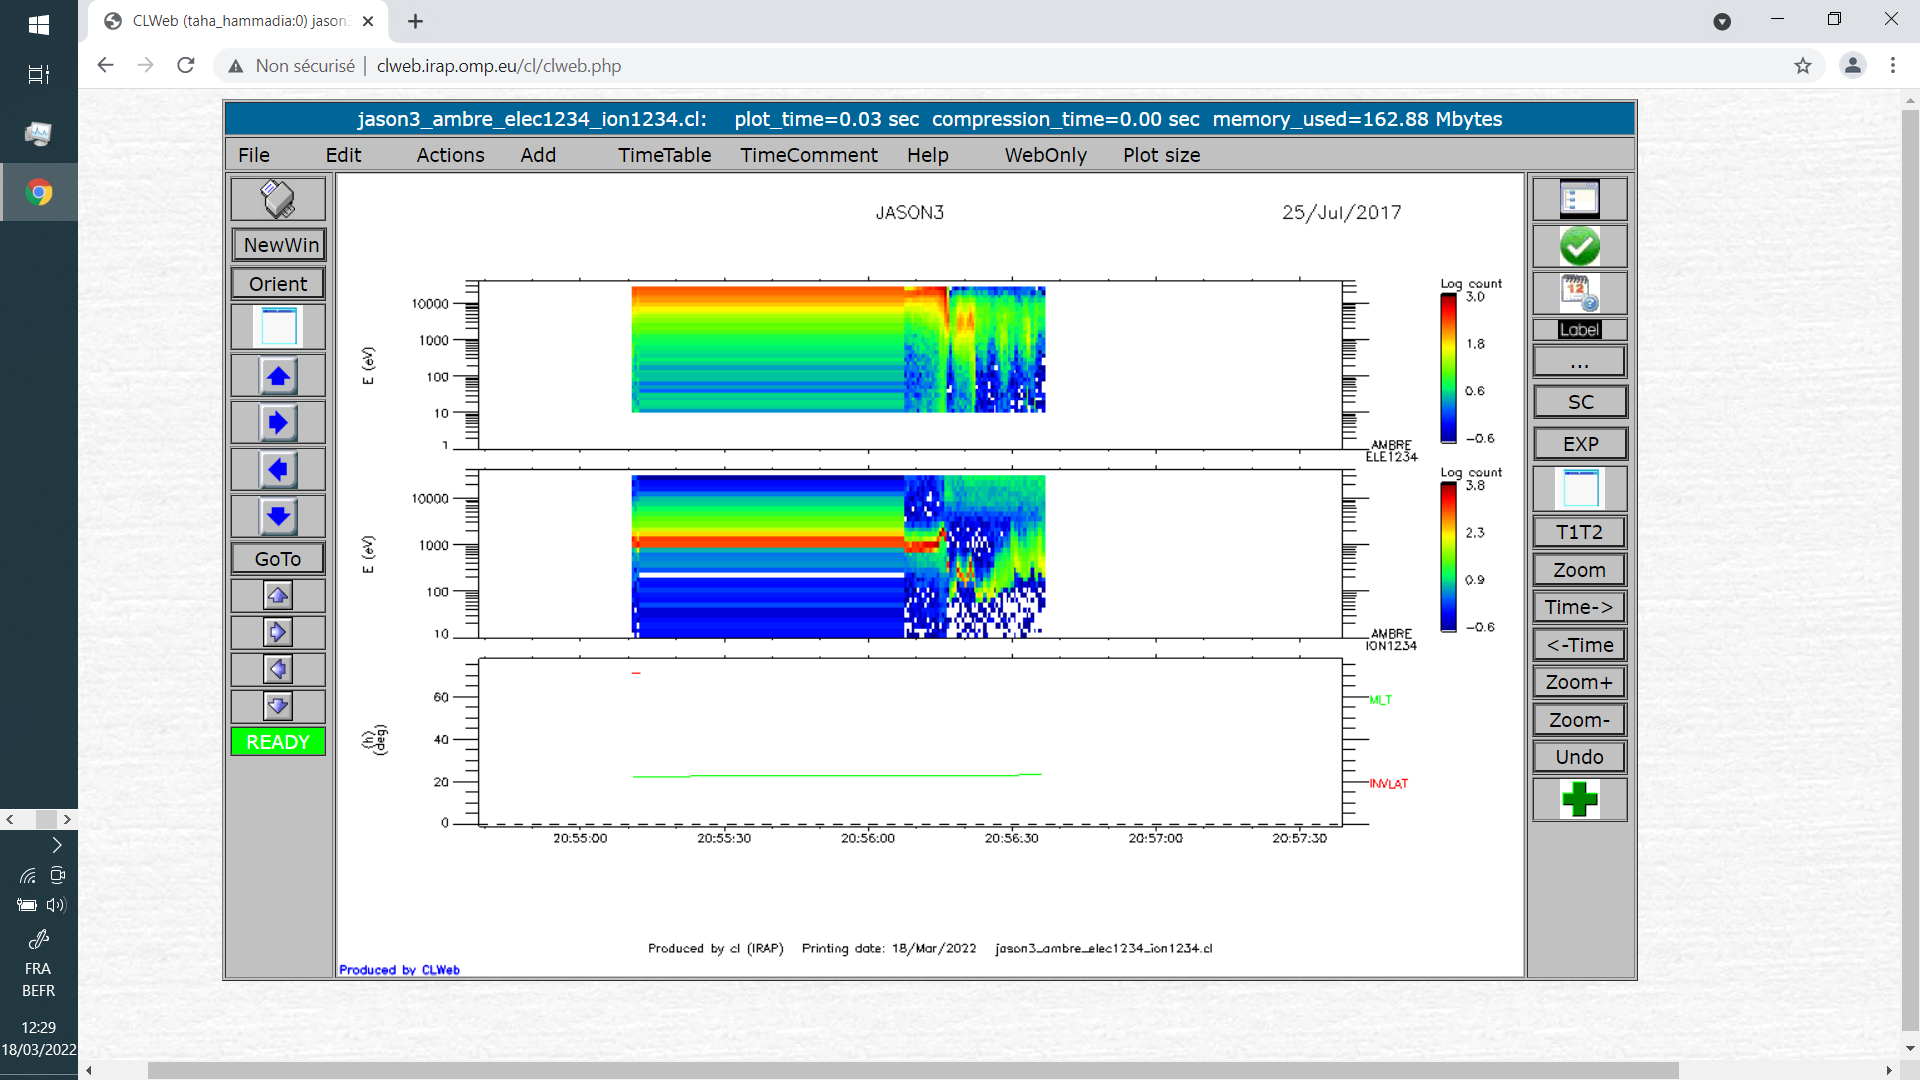 CLWeb (taha_hammadia:0) jason3
Non sécurisé | clweb.irap.omp.eu/cl/clweb.php
jason3_ambre_elec1234_ion1234.cl: plot_time=0.03 sec compression_time=0.00 sec memory_used=162.88 Mbytes
File Edit Actions Add TimeTable TimeComment Help WebOnly Plot size
NewWin
Orient
GoTo
READY
JASON3 25/Jul/2017
E (eV)
10000
1000
100
10
1
Log count
3.0
1.8
0.6
-0.6
AMBRE
ELE1234
E (eV)
10000
1000
100
10
Log count
3.8
2.3
0.9
-0.6
AMBRE
ION1234
(h)
(deg)
60
40
20
0
MLT
INVLAT
20:55:00 20:55:30 20:56:00 20:56:30 20:57:00 20:57:30
Produced by cl (IRAP) Printing date: 18/Mar/2022 jason3_ambre_elec1234_ion1234.cl
Produced by CLWeb
12
Label
...
SC
EXP
T1T2
Zoom
Time->
<-Time
Zoom+
Zoom-
Undo
FRA
BEFR
12:29
18/03/2022